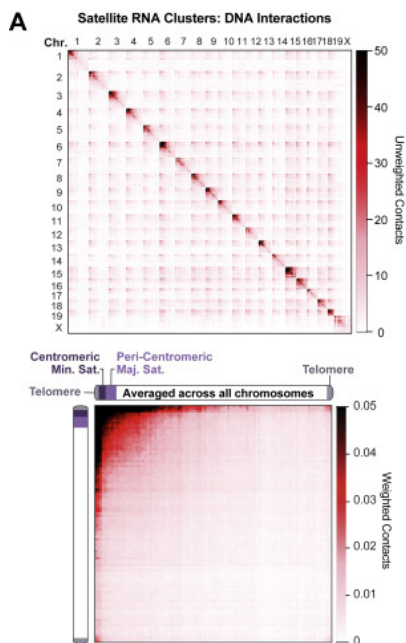 A
Satellite RNA Clusters: DNA Interactions
Chr. 1 2 3 4 5 6 7 8 9 10 11 12 13 14 15 16 17 18 19 X
1
2
3
4
5
6
7
8
9
10
11
12
13
14
15
16
17
18
19
X
50
40
30
20
10
0
Unweighted Contacts
Centromeric
Min. Sat.
Peri-Centromeric
Maj. Sat.
Telomere
Telomere
Averaged across all chromosomes
0.05
0.04
0.03
0.02
0.01
0
Weighted Contacts